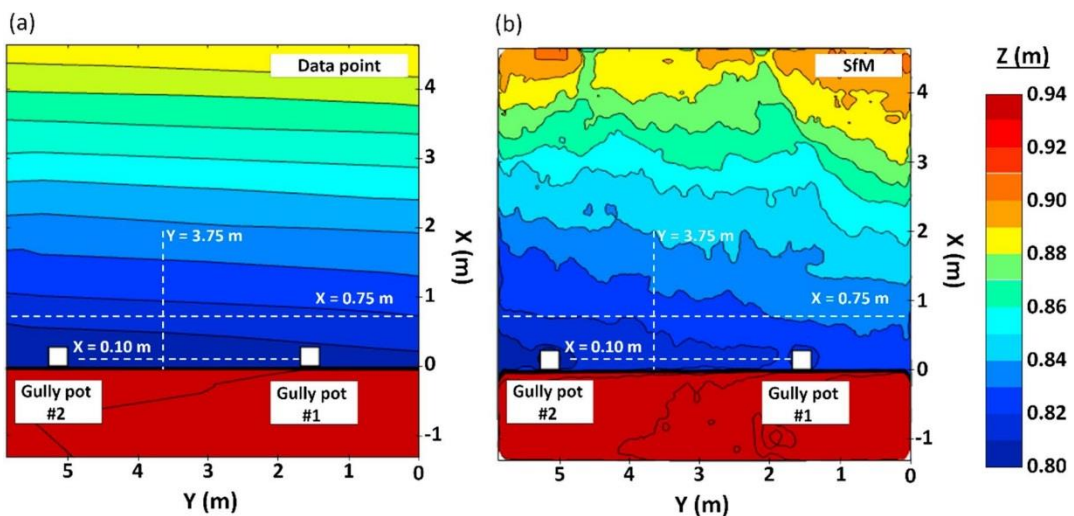 (a)
Data point
4
3
2
1
0
-1
X (m)
Y = 3.75 m
X = 0.75 m
X = 0.10 m
Gully pot
#2
Gully pot
#1
5
4
3
2
1
0
Y (m)
(b)
SfM
4
3
2
1
0
-1
X (m)
Y = 3.75 m
X = 0.75 m
X = 0.10 m
Gully pot
#2
Gully pot
#1
5
4
3
2
1
0
Y (m)
Z (m)
0.94
0.92
0.90
0.88
0.86
0.84
0.82
0.80